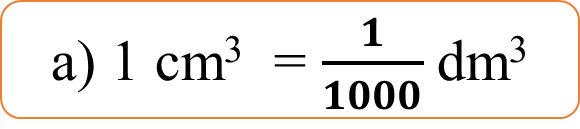 a) 1 cm³ = 1/1000 dm³